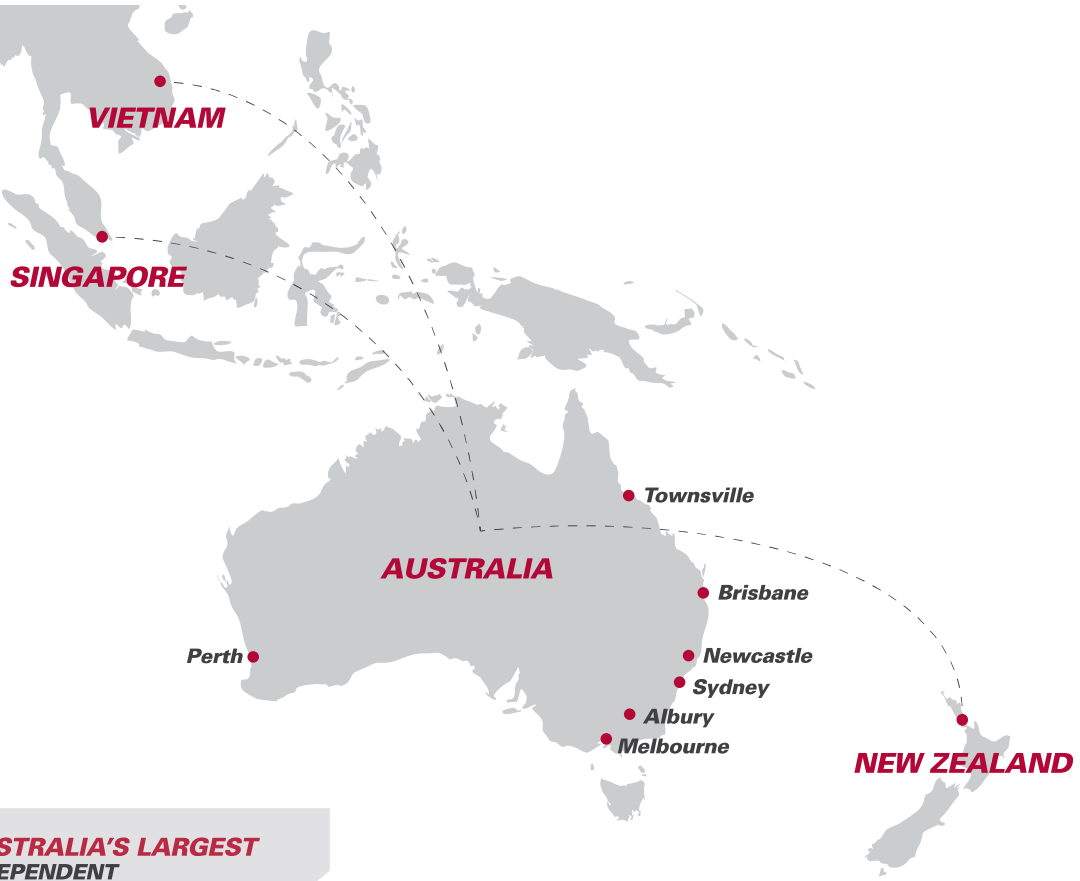 VIETNAM
SINGAPORE
Townsville
AUSTRALIA
Brisbane
Perth
Newcastle
Sydney
Albury
Melbourne
NEW ZEALAND
STRALIA'S LARGEST
EPENDENT